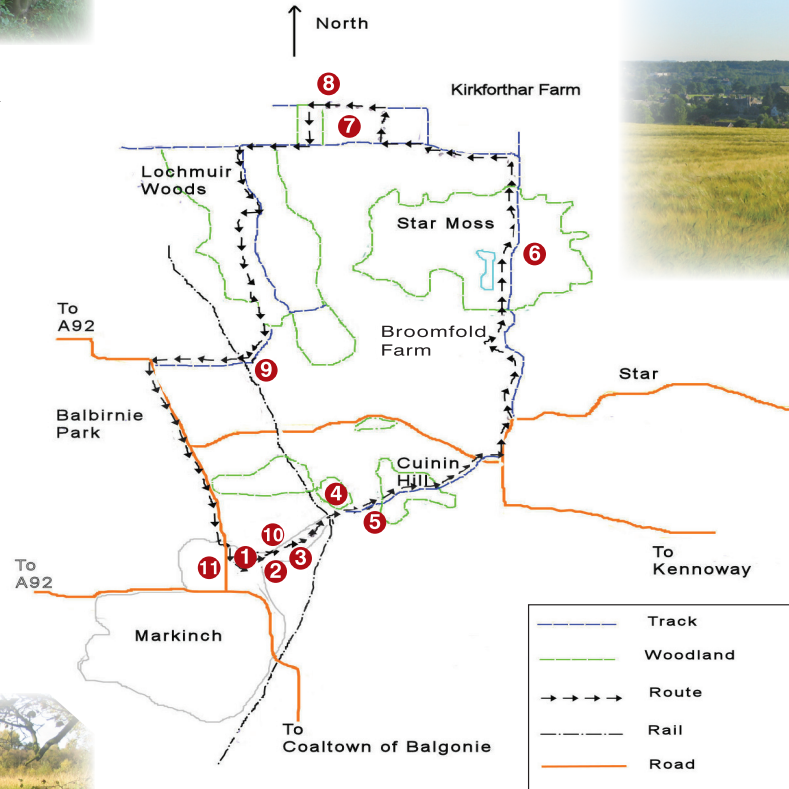 North
8
Kirkforthar Farm
7
Lochmuir
Woods
Star Moss
6
To
A92
Broomfold
Farm
9
Star
Balbirnie
Park
Cuinin
Hill
4
5
10
1
3
11
2
To
A92
To
Kennoway
Markinch
To
Coaltown of Balgonie
Track
Woodland
Route
Rail
Road